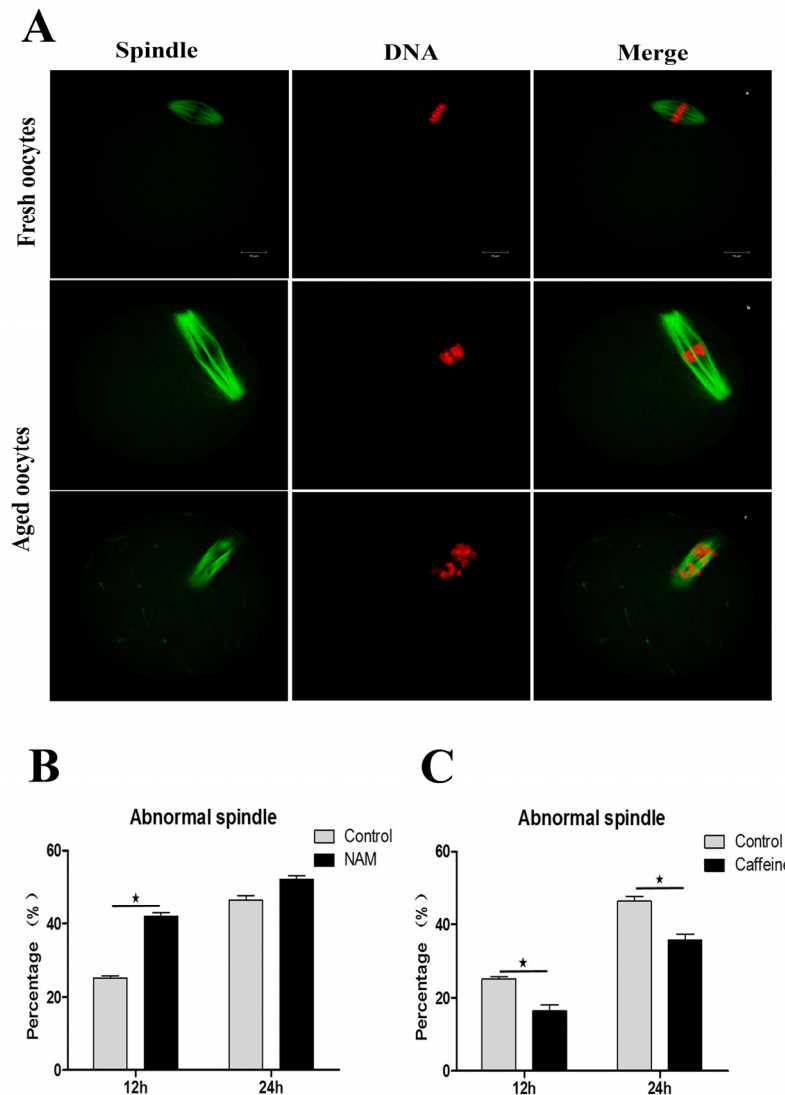 A
Spindle DNA Merge
Fresh oocytes
a
Aged oocytes
b
c
B
Abnormal spindle
Control
NAM
Percentage (%)
60
40
20
0
12h 24h
★
C
Abnormal spindle
Control
Caffeine
Percentage (%)
60
40
20
0
12h 24h
★
★